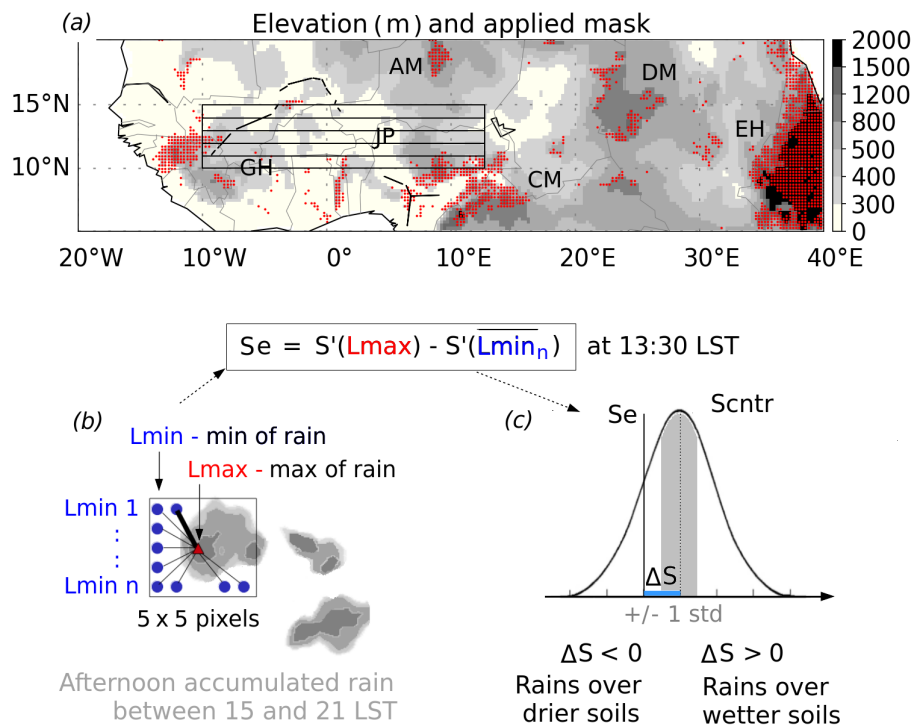 (a) Elevation (m) and applied mask
AM
DM
JP
EH
GH
CM
15°N
10°N
20°W 10°W 0° 10°E 20°E 30°E 40°E
2000
1500
1200
800
500
400
300
0
Se = S'(Lmax) - S'(Lminn) at 13:30 LST
(b)
Lmin - min of rain
Lmax - max of rain
Lmin 1
Lmin n
5 x 5 pixels
Afternoon accumulated rain
between 15 and 21 LST
(c)
Se
Scntr
ΔS
+/- 1 std
ΔS < 0
Rains over
drier soils
ΔS > 0
Rains over
wetter soils